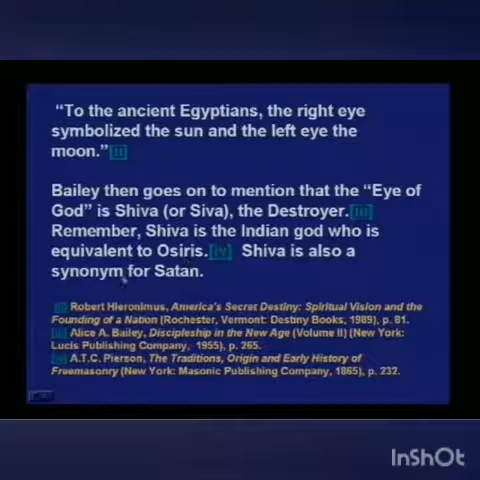 “To the ancient Egyptians, the right eye
symbolized the sun and the left eye the
moon.”[ii]
Bailey then goes on to mention that the “Eye of
God” is Shiva (or Siva), the Destroyer.[iii]
Remember, Shiva is the Indian god who is
equivalent to Osiris.[iv] Shiva is also a
synonym for Satan.
Robert Hieronimus, America's Secret Destiny: Spiritual Vision and the
Founding of a Nation (Rochester, Vermont: Destiny Books, 1989), p. 81.
Alice A. Bailey, Discipleship in the New Age (Volume II) (New York:
Lucis Publishing Company, 1955), p. 265.
A.T.C. Pierson, The Traditions, Origin and Early History of
Freemasonry (New York: Masonic Publishing Company, 1865), p. 232.
InShOt